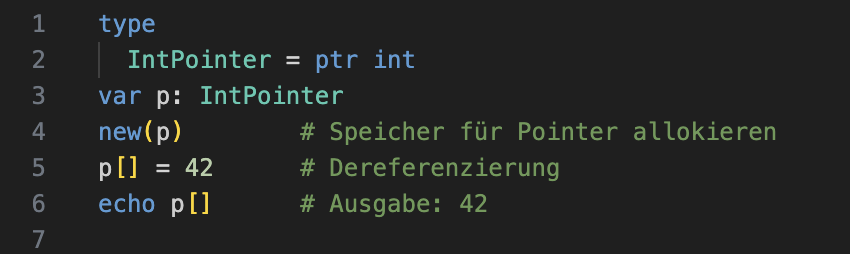 1 type
2   IntPointer = ptr int
3 var p: IntPointer
4 new(p)        # Speicher für Pointer allokieren
5 p[] = 42      # Dereferenzierung
6 echo p[]      # Ausgabe: 42
7